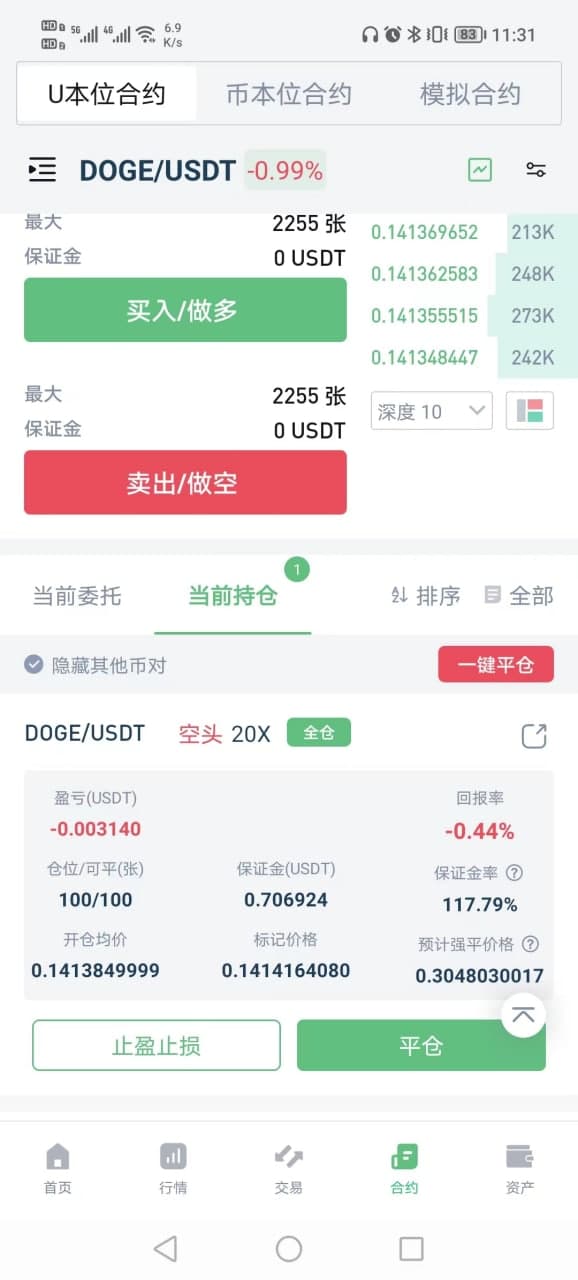 HD 1 5G 4G 6.9 K/s 83 11:31
HD 2
U本位合约 币本位合约 模拟合约
DOGE/USDT -0.99%
最大 2255 张
保证金 0 USDT
买入/做多
0.141369652 213K
0.141362583 248K
0.141355515 273K
0.141348447 242K
最大 2255 张
保证金 0 USDT
深度 10
卖出/做空
当前委托 当前持仓 1 排序 全部
隐藏其他币对 一键平仓
DOGE/USDT 空头 20X 全仓
盈亏(USDT) 回报率
-0.003140 -0.44%
仓位/可平(张) 保证金(USDT) 保证金率 ?
100/100 0.706924 117.79%
开仓均价 标记价格 预计强平价格 ?
0.1413849999 0.1414164080 0.3048030017
止盈止损 平仓
首页 行情 交易 合约 资产